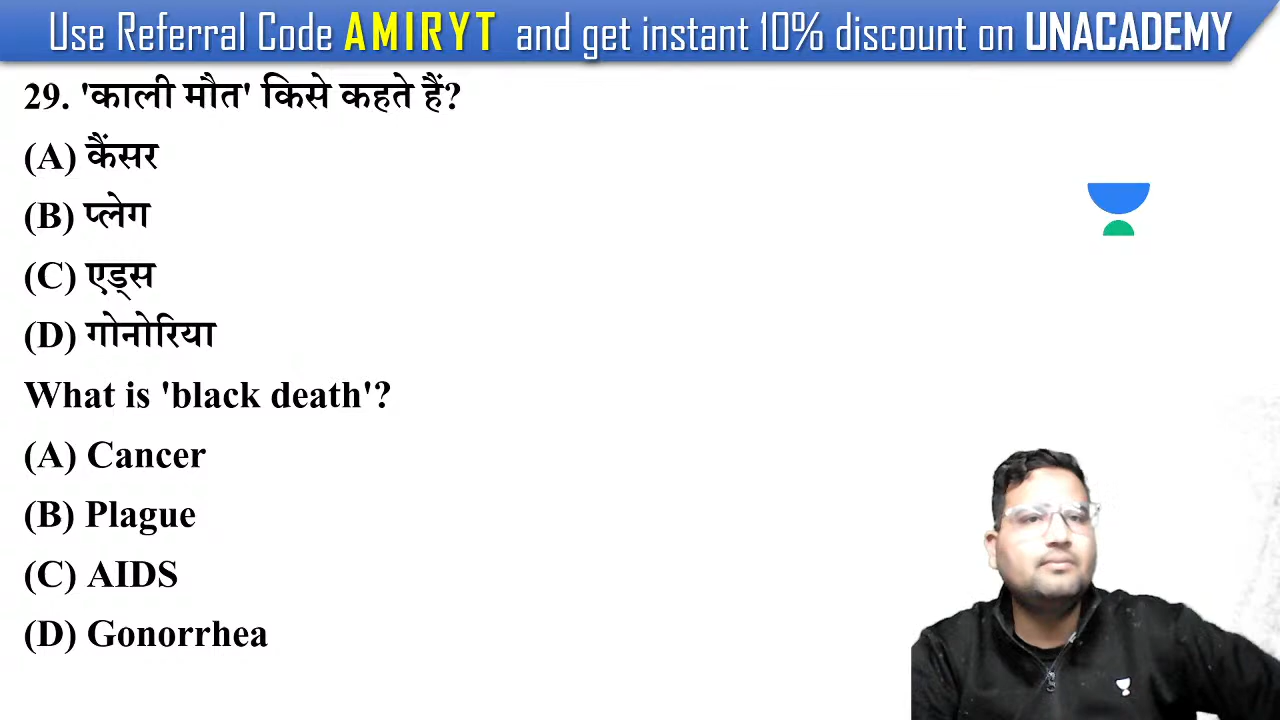 Use Referral Code AMIRYT and get instant 10% discount on UNACADEMY
29. 'काली मौत' किसे कहते हैं?
(A) कैंसर
(B) प्लेग
(C) एड्स
(D) गोनोरिया
What is 'black death'?
(A) Cancer
(B) Plague
(C) AIDS
(D) Gonorrhea